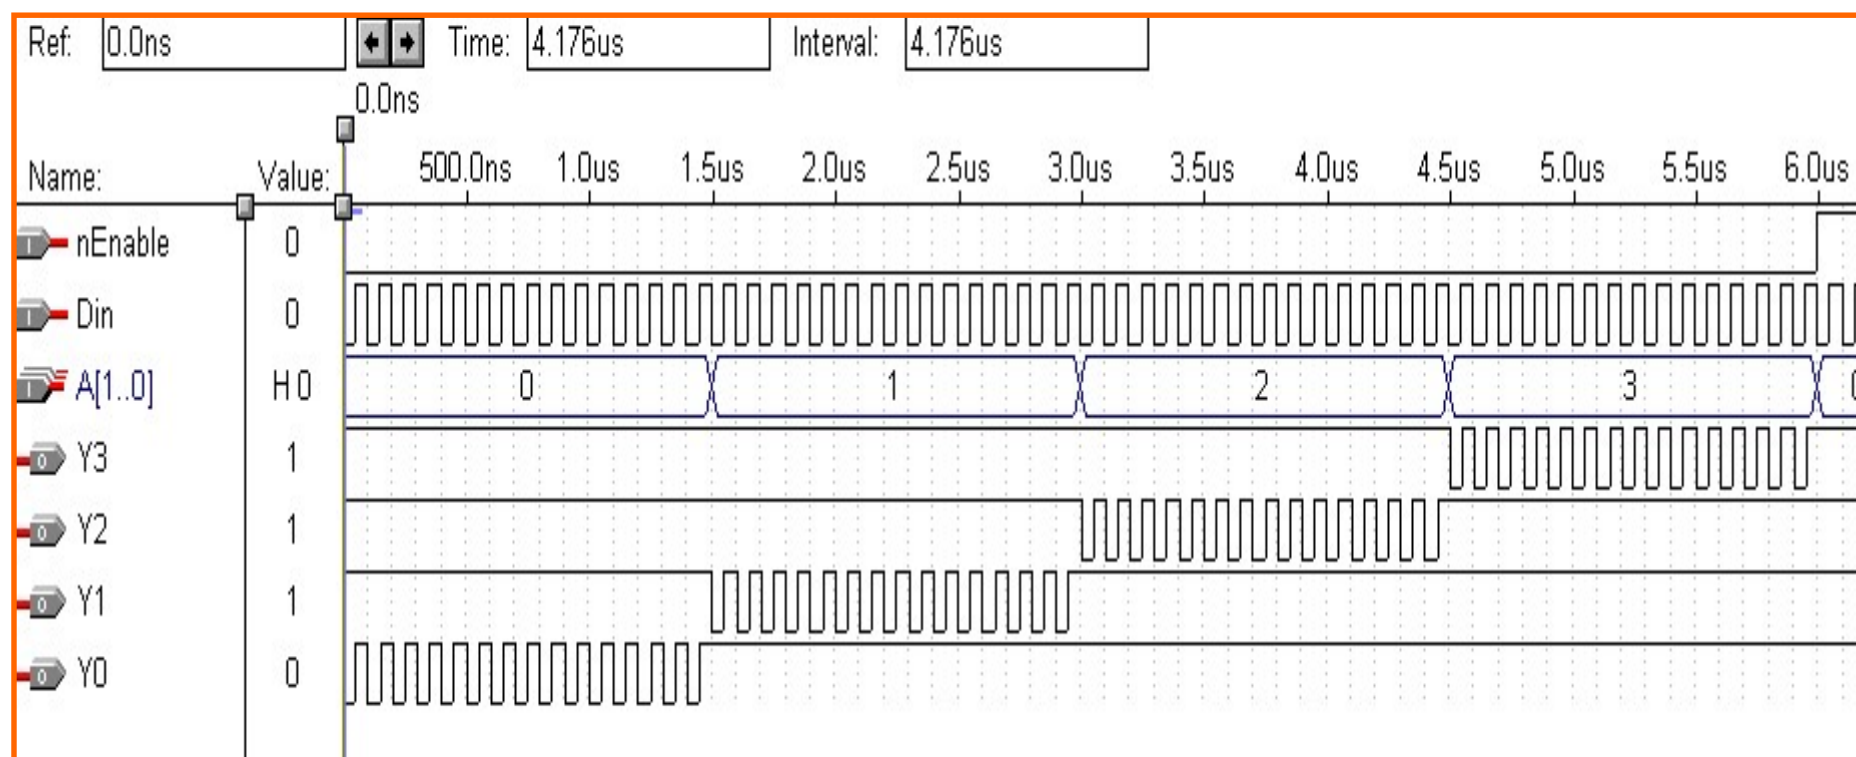 Ref: 0.0ns Time: 4.176us Interval: 4.176us
0.0ns
500.0ns 1.0us 1.5us 2.0us 2.5us 3.0us 3.5us 4.0us 4.5us 5.0us 5.5us 6.0us
Name: Value:
I nEnable 0
I Din 0
I A[1..0] H 0 0 1 2 3
O Y3 1
O Y2 1
O Y1 1
O Y0 0